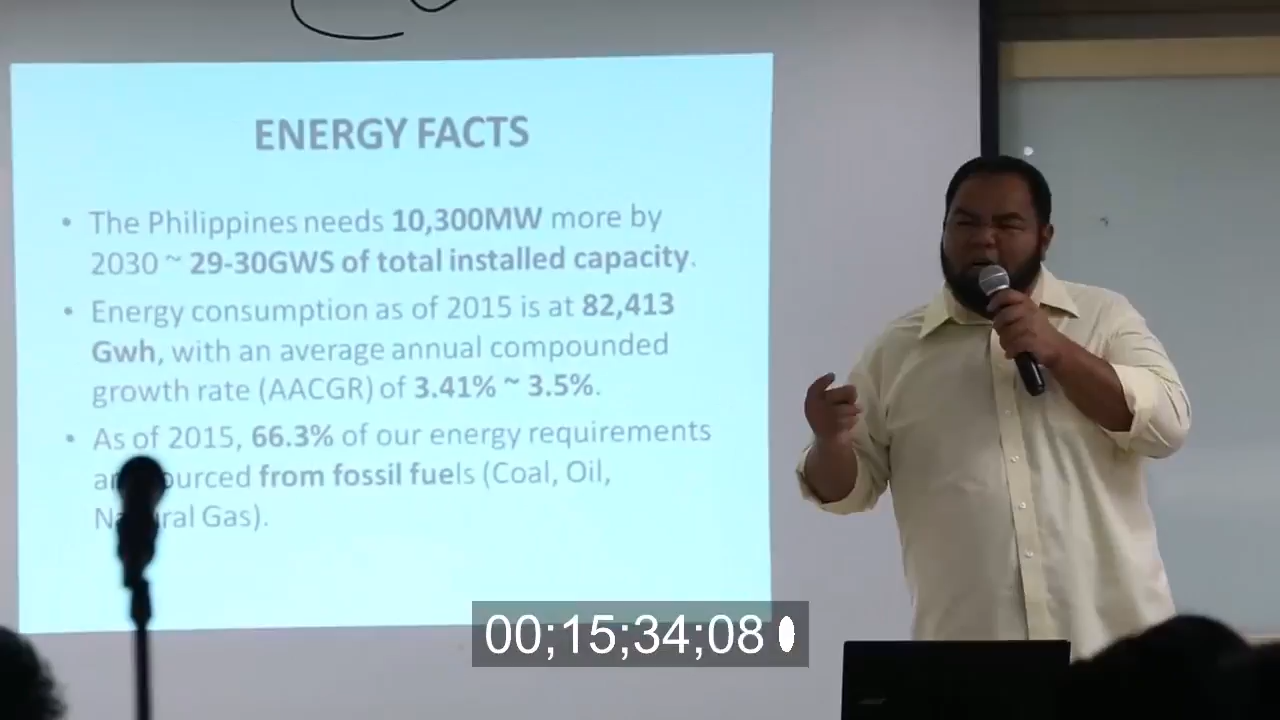 ENERGY FACTS
• The Philippines needs 10,300MW more by
2030 ~ 29-30GWS of total installed capacity.
• Energy consumption as of 2015 is at 82,413
Gwh, with an average annual compounded
growth rate (AACGR) of 3.41% ~ 3.5%.
• As of 2015, 66.3% of our energy requirements
from fossil fuels (Coal, Oil,
Gas).
00;15;34;08